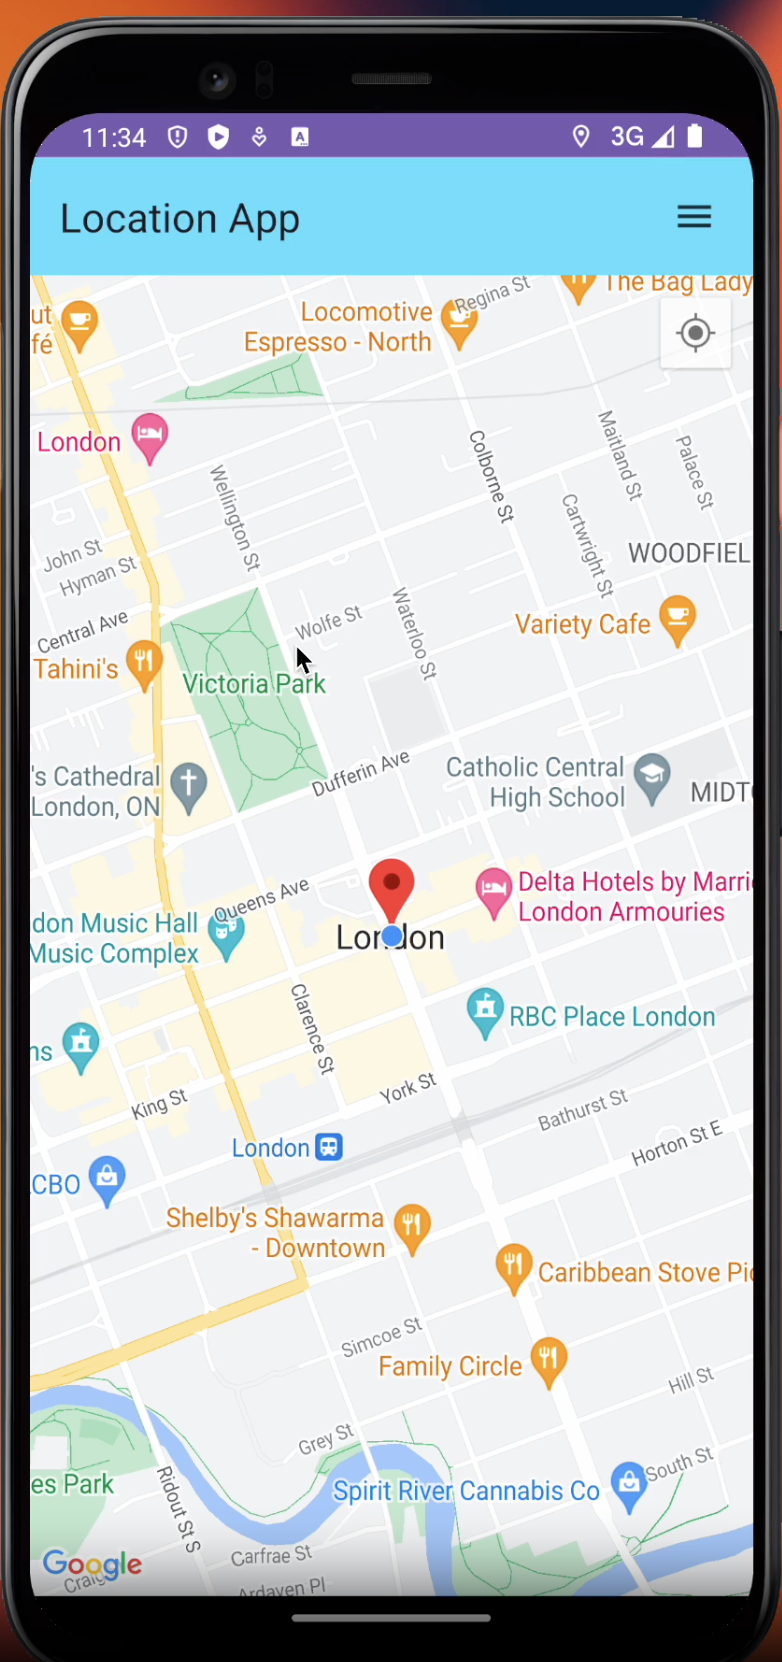 11:34
3G
Location App
The Bag Lady
Regina St
Locomotive
Espresso - North
ut
fé
London
Colborne St
Maitland St
Palace St
Wellington St
Cartwright St
John St
Hyman St
WOODFIEL
Central Ave
Wolfe St
Waterloo St
Variety Cafe
Tahini's
Victoria Park
Dufferin Ave
's Cathedral
London, ON
Catholic Central
High School
MIDT
Queens Ave
Delta Hotels by Marri
London Armouries
don Music Hall
Music Complex
London
Clarence St
RBC Place London
ns
King St
York St
Bathurst St
Horton St E
London
CBO
Shelby's Shawarma
- Downtown
Caribbean Stove Pi
Simcoe St
Family Circle
Hill St
Grey St
South St
es Park
Ridout St S
Spirit River Cannabis Co
Google
Carfrae St
Craig
Ardaven Pl